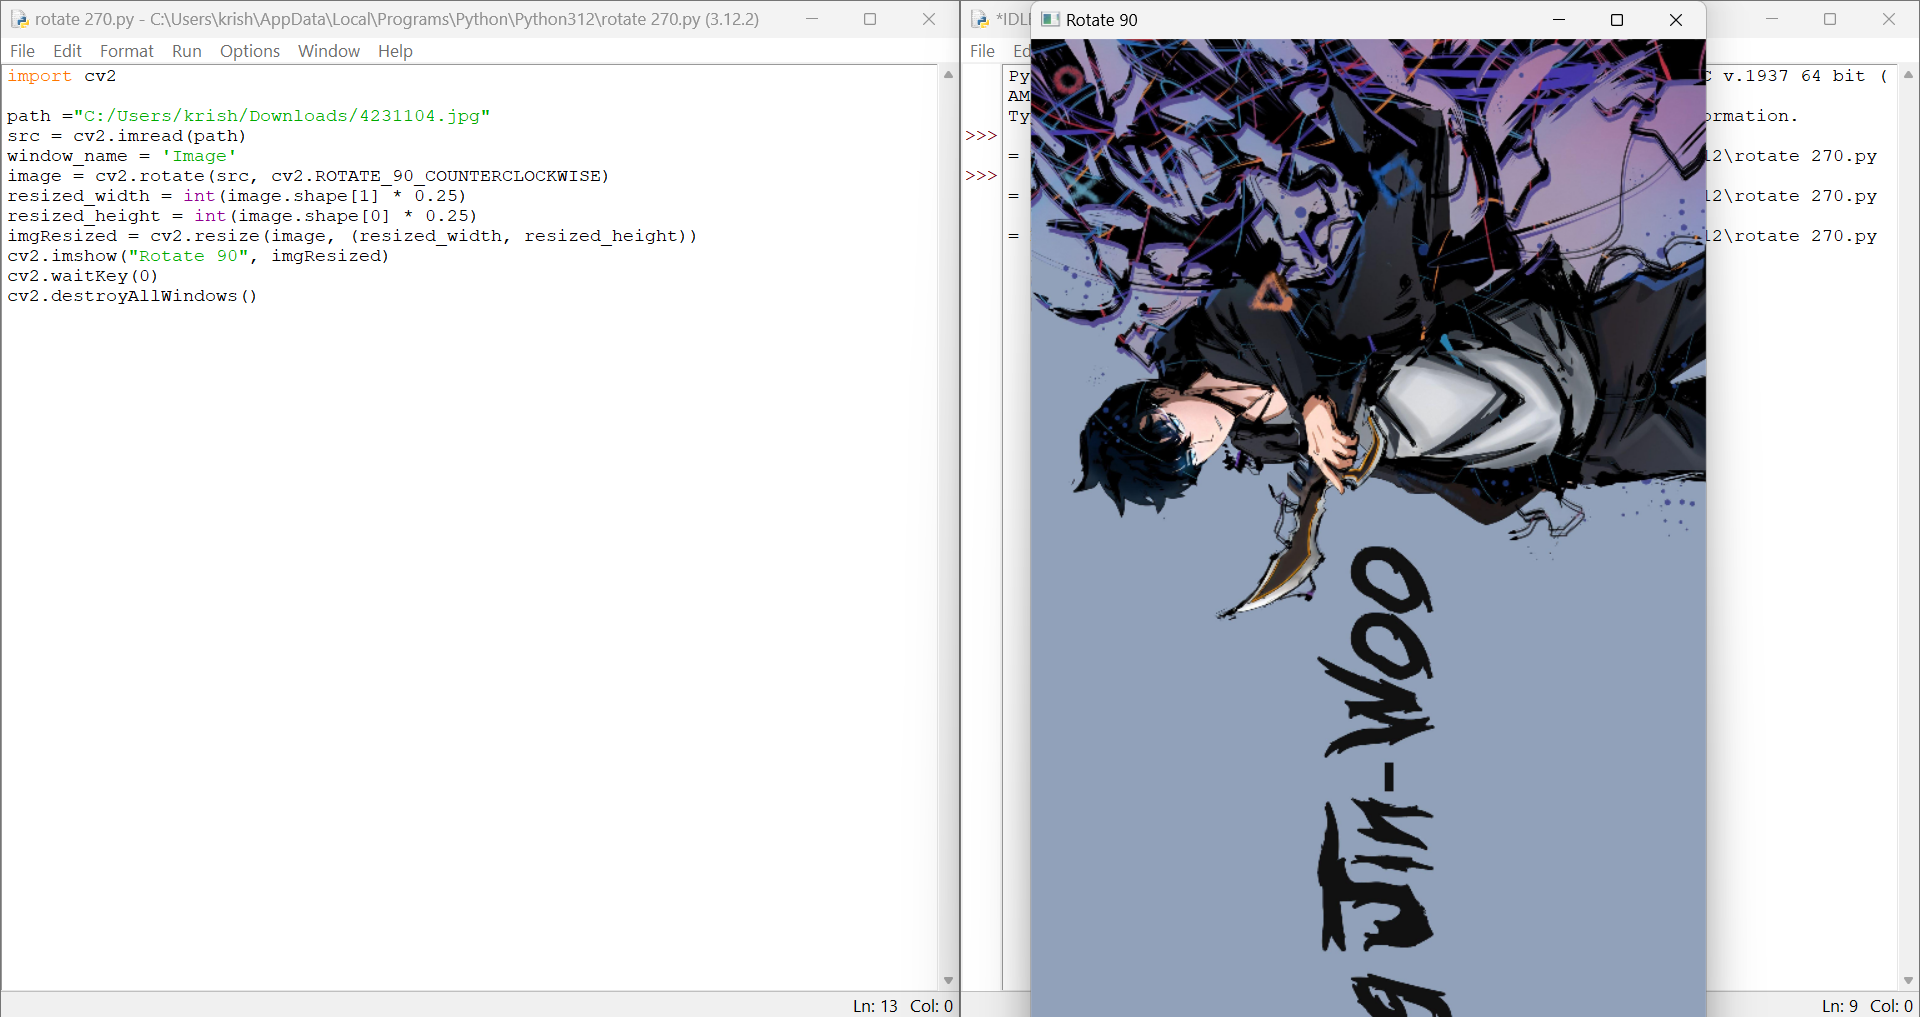 rotate 270.py - C:\Users\krish\AppData\Local\Programs\Python\Python312\rotate 270.py (3.12.2)
File Edit Format Run Options Window Help
import cv2
path ="C:/Users/krish/Downloads/4231104.jpg"
src = cv2.imread(path)
window_name = 'Image'
image = cv2.rotate(src, cv2.ROTATE_90_COUNTERCLOCKWISE)
resized_width = int(image.shape[1] * 0.25)
resized_height = int(image.shape[0] * 0.25)
imgResized = cv2.resize(image, (resized_width, resized_height))
cv2.imshow("Rotate 90", imgResized)
cv2.waitKey(0)
cv2.destroyAllWindows()
Ln: 13 Col: 0
*IDL
File Ed
Py
v.1937 64 bit (
AM
Ty
ormation.
>>>
=
12\rotate 270.py
>>>
=
12\rotate 270.py
=
12\rotate 270.py
Ln: 9 Col: 0
Rotate 90
g Jin-Woo